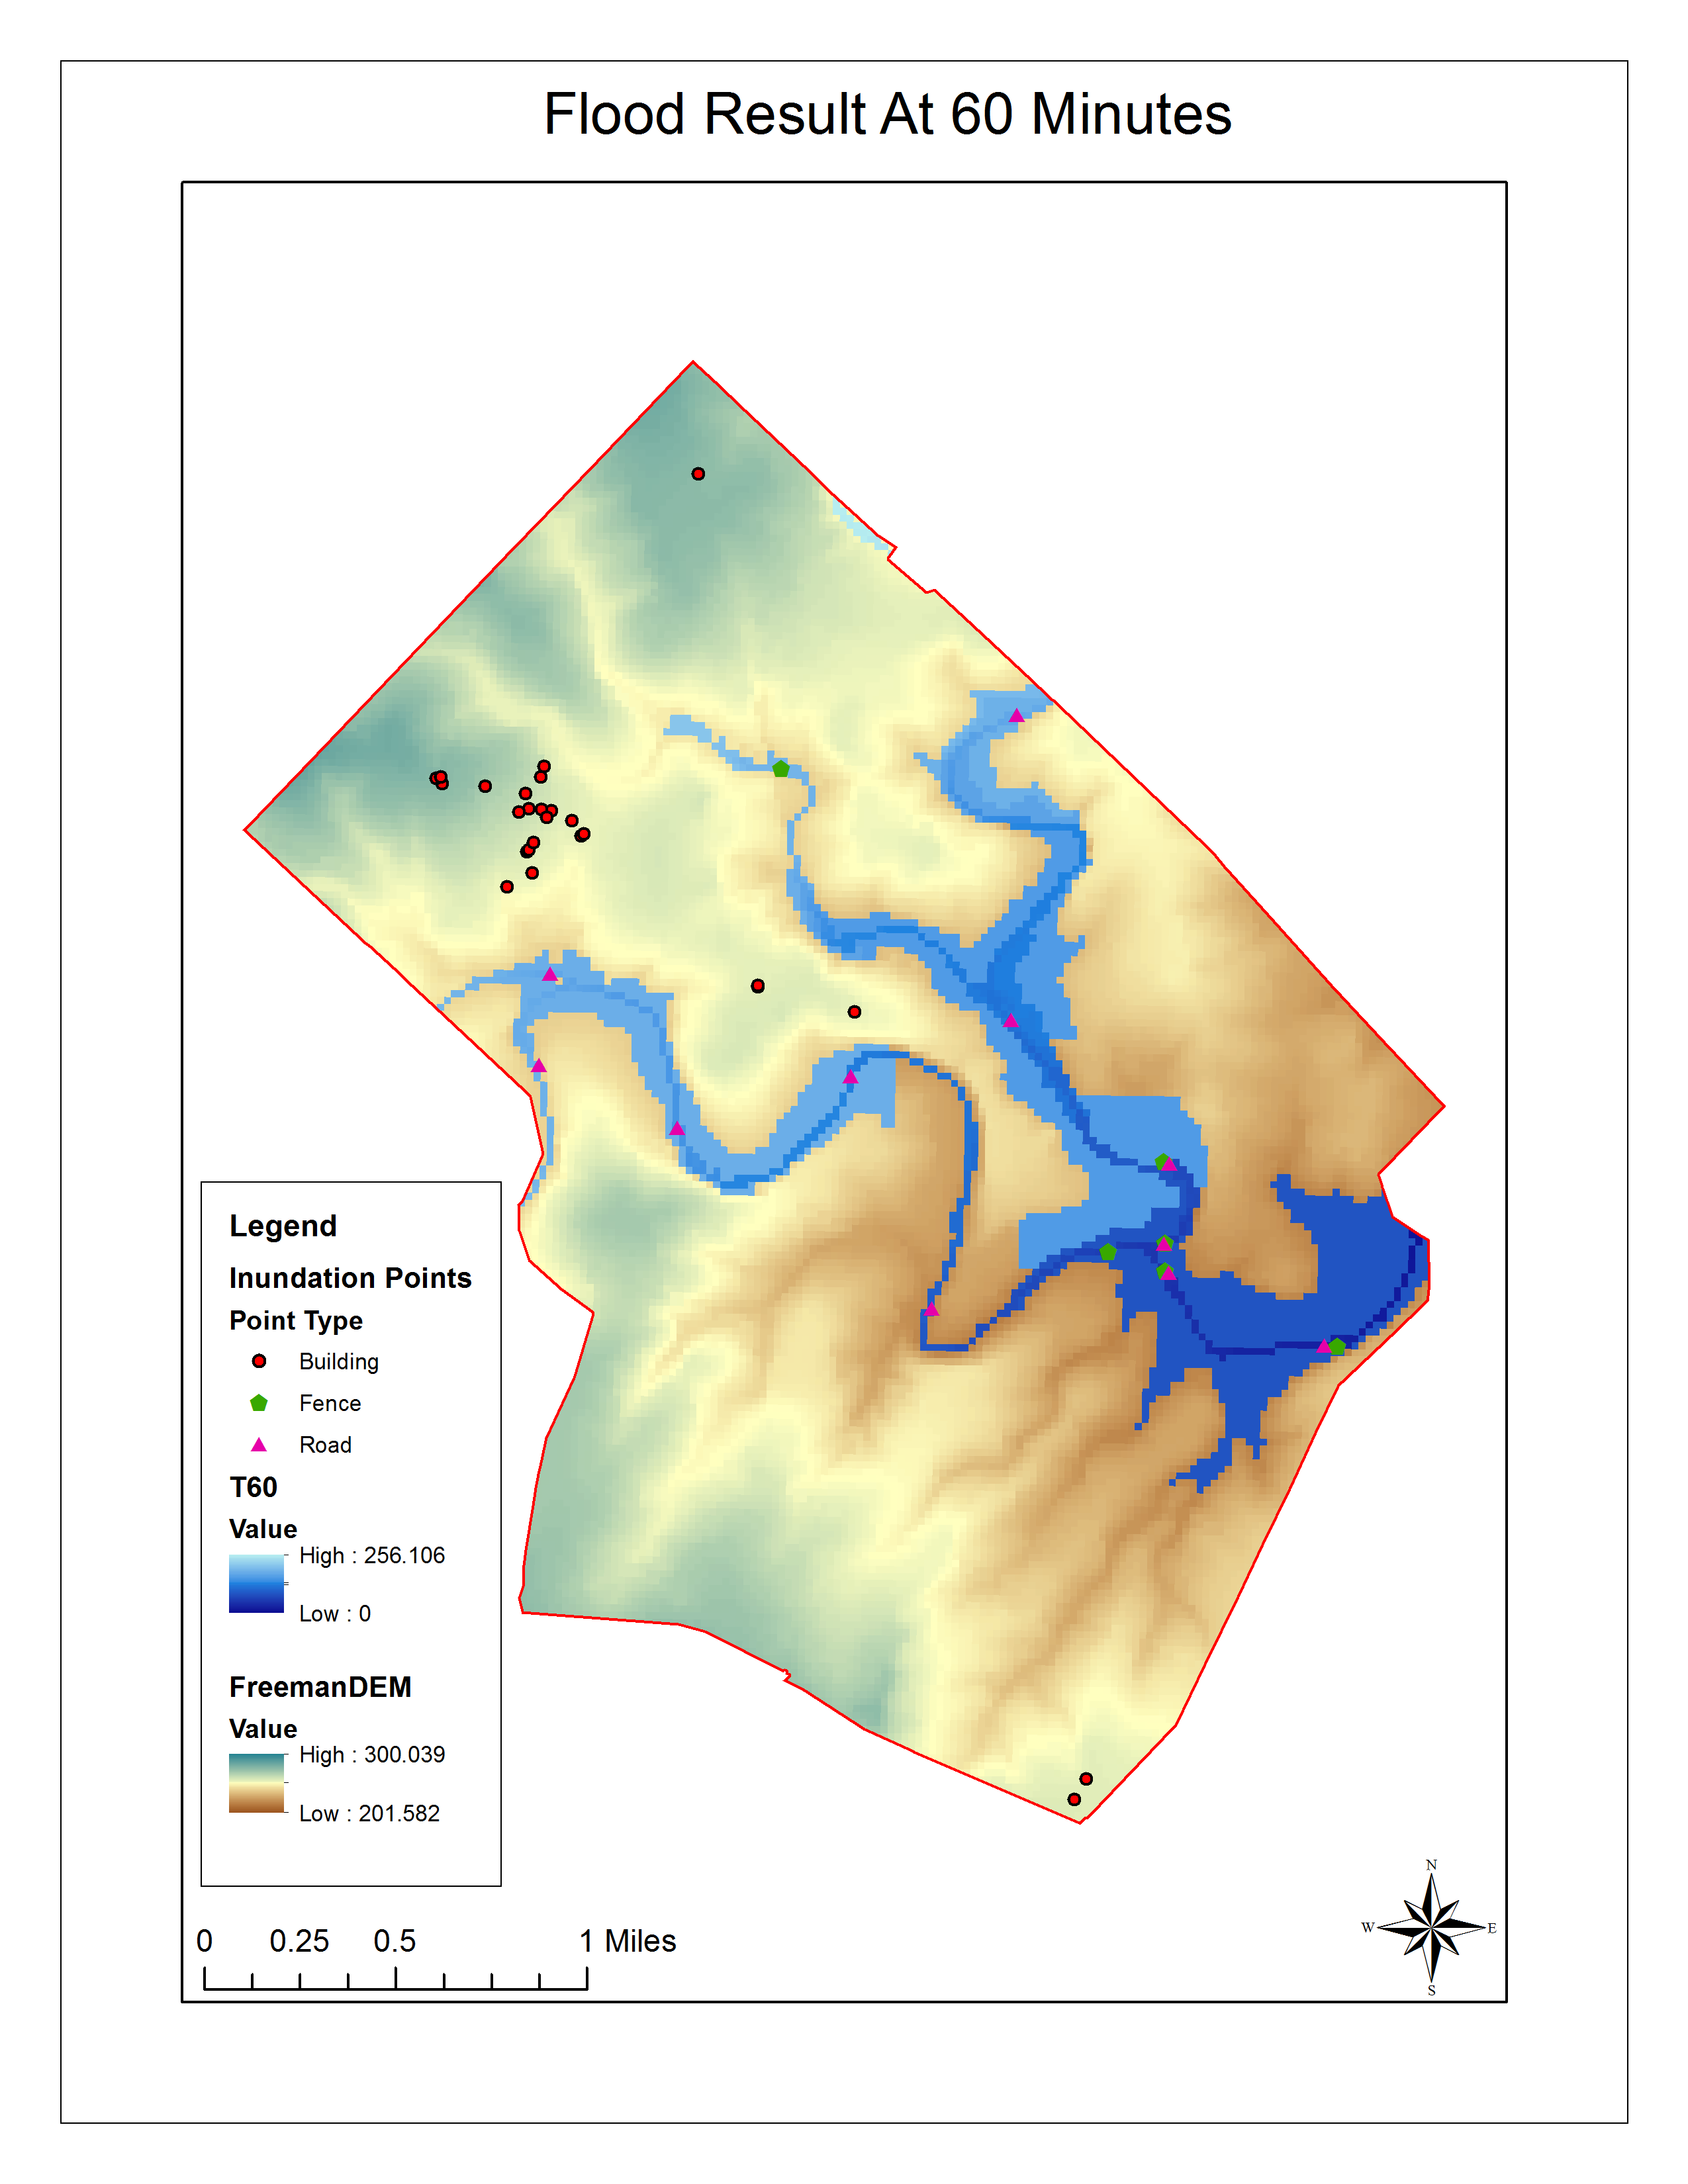 Flood Result At 60 Minutes
Legend
Inundation Points
Point Type
Building
Fence
Road
T60
Value
High : 256.106
Low : 0
FreemanDEM
Value
High : 300.039
Low : 201.582
0 0.25 0.5 1 Miles
N
W E
S